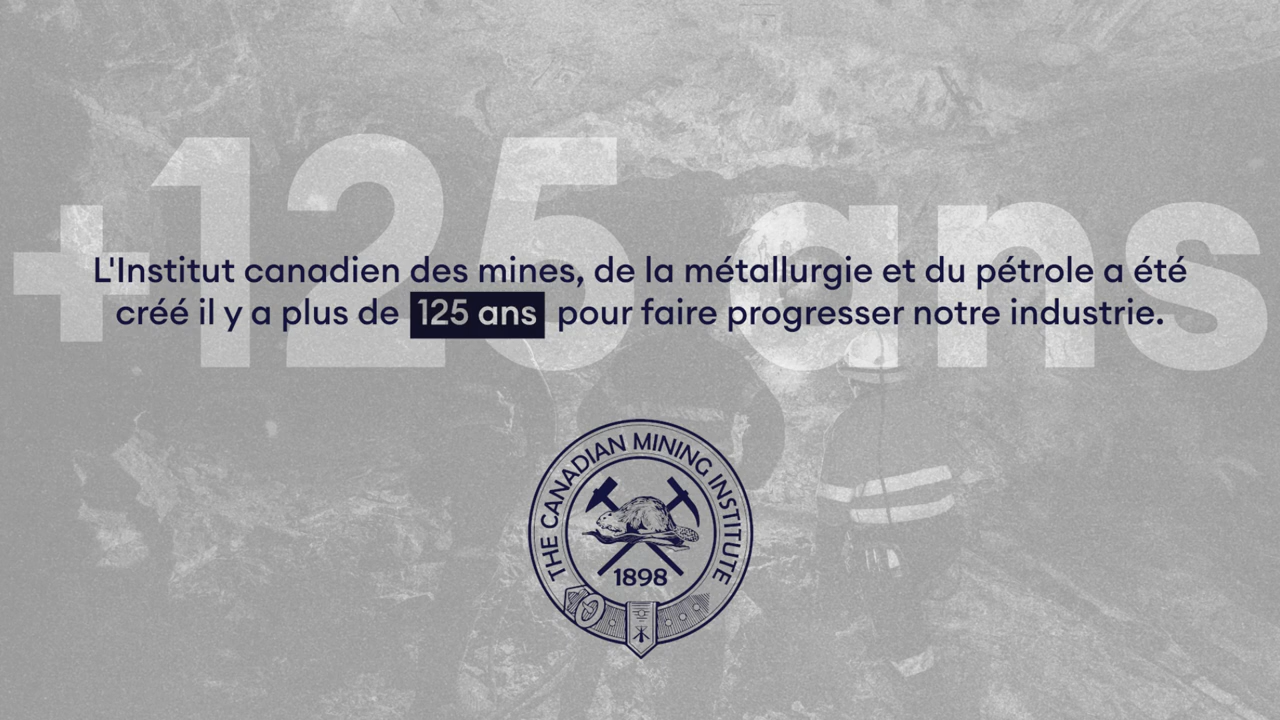 +125 ans
L'Institut canadien des mines, de la métallurgie et du pétrole a été
créé il y a plus de 125 ans pour faire progresser notre industrie.
THE CANADIAN MINING INSTITUTE
1898